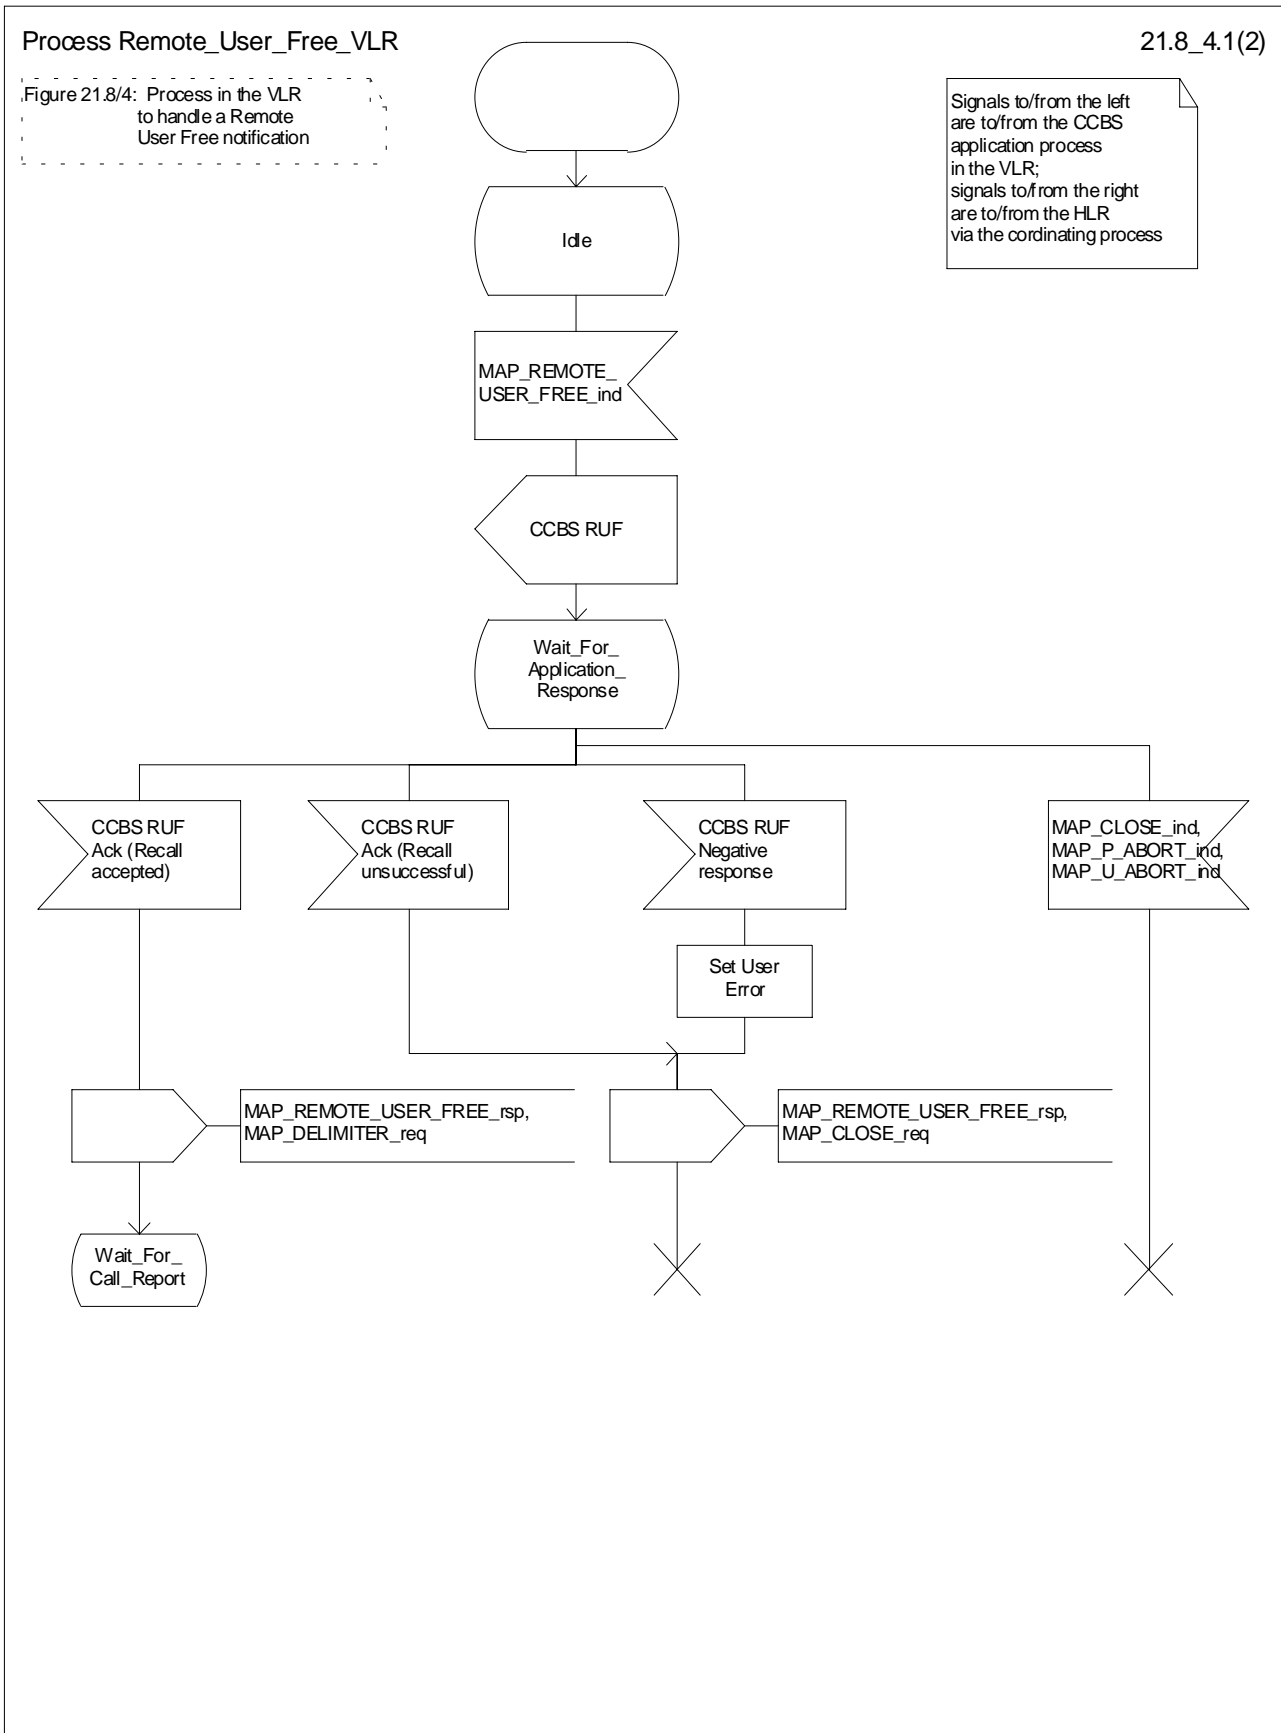 Process Remote_User_Free_VLR
21.8_4.1(2)
Figure 21.8/4: Process in the VLR
to handle a Remote
User Free notification
Signals to/from the left
are to/from the CCBS
application process
in the VLR;
signals to/from the right
are to/from the HLR
via the cordinating process
Idle
MAP_REMOTE_
USER_FREE_ind
CCBS RUF
Wait_For_
Application_
Response
CCBS RUF
Ack (Recall
accepted)
CCBS RUF
Ack (Recall
unsuccessful)
CCBS RUF
Negative
response
MAP_CLOSE_ind,
MAP_P_ABORT_ind,
MAP_U_ABORT_ind
Set User
Error
MAP_REMOTE_USER_FREE_rsp,
MAP_DELIMITER_req
MAP_REMOTE_USER_FREE_rsp,
MAP_CLOSE_req
Wait_For_
Call_Report